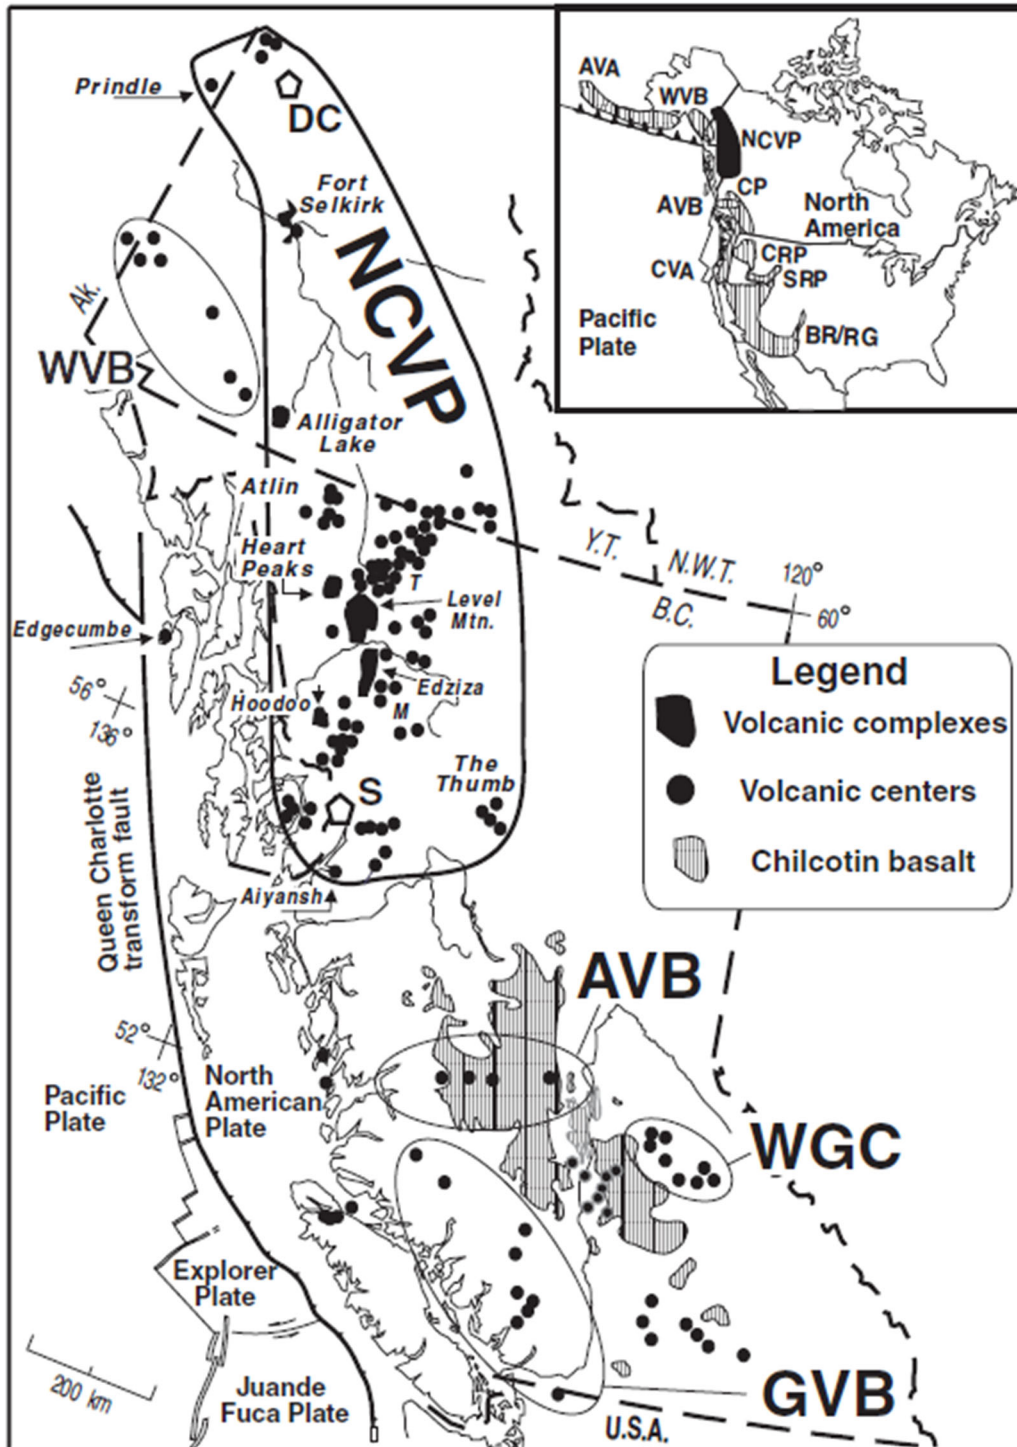 Prindle
DC
Fort
Selkirk
NCVP
Ak.
WVB
Alligator
Lake
Atlin
Heart
Peaks
T
Level
Mtn.
Edgecumbe
Hoodoo
Edziza
M
56°
136°
The
Thumb
S
Aiyansh
Queen Charlotte
transform fault
Y.T.
N.W.T.
B.C.
120°
60°
AVA
WVB
NCVP
CP
AVB
North
America
CRP
CVA
SRP
Pacific
Plate
BR/RG
Legend
Volcanic complexes
Volcanic centers
Chilcotin basalt
AVB
52°
132°
Pacific
Plate
North
American
Plate
WGC
Explorer
Plate
200 km
Juande
Fuca Plate
GVB
U.S.A.